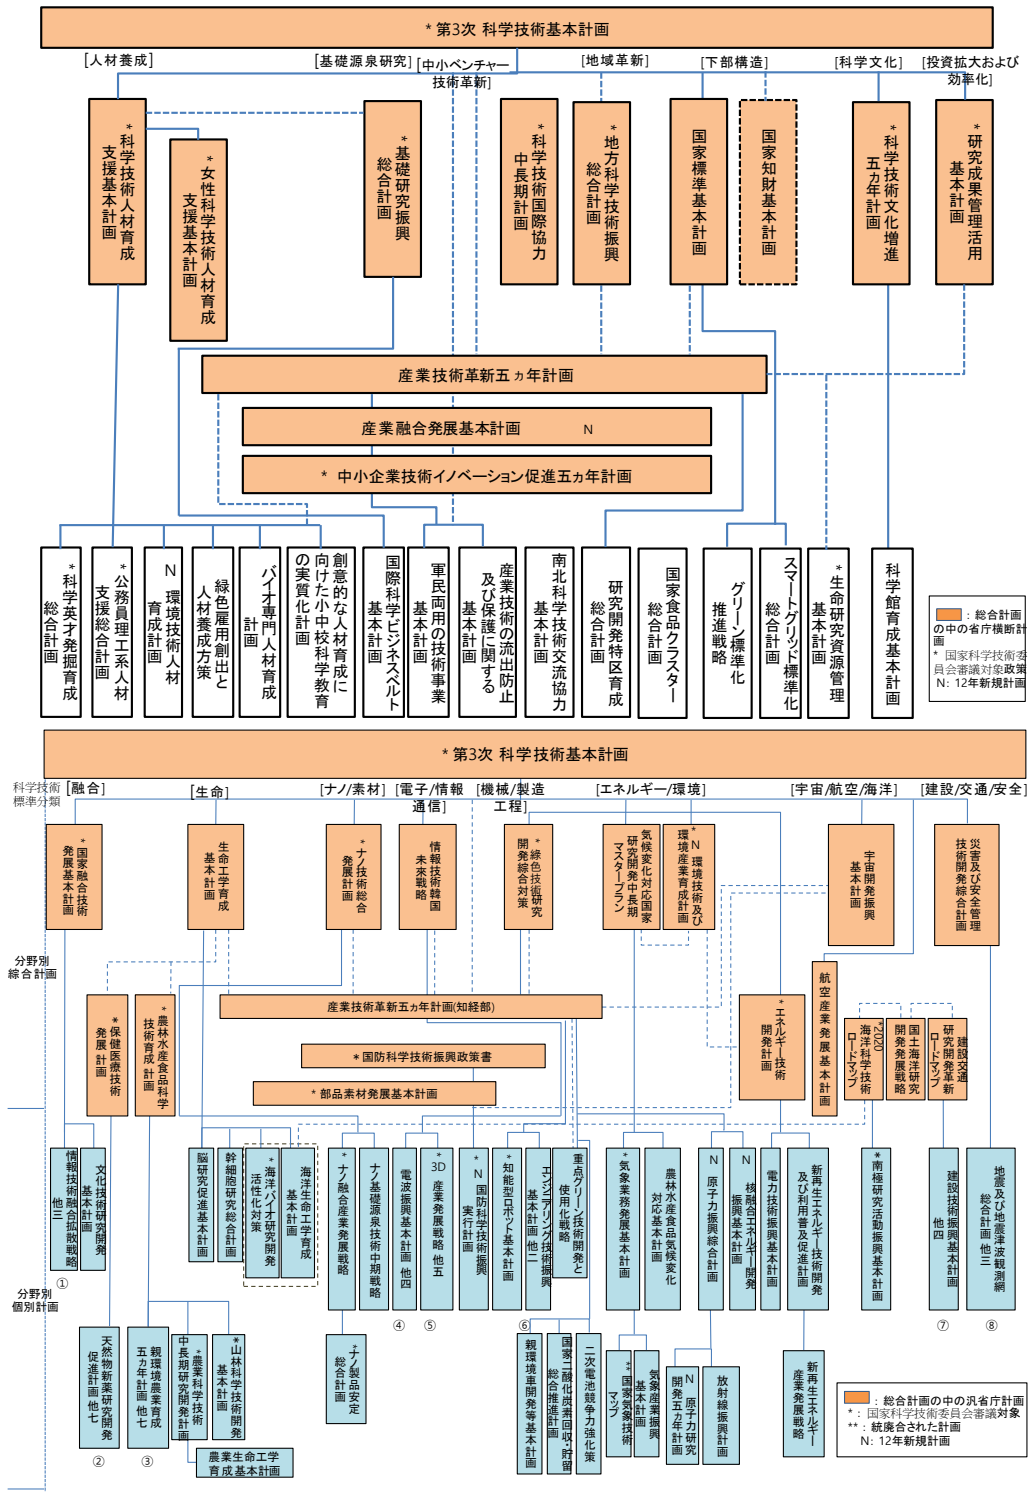 * 第3次 科学技術基本計画
[人材養成]
[基礎源泉研究]
[中小ベンチャー
技術革新]
[地域革新]
[下部構造]
[科学文化]
[投資拡大および
効率化]
* 科学技術人材育成
支援基本計画
* 女性科学技術人材育成
支援基本計画
* 基礎研究振興
総合計画
* 科学技術国際協力
中長期計画
* 地方科学技術振興
総合計画
国家標準基本計画
国家知財基本計画
* 科学技術文化増進
五ヵ年計画
* 研究成果管理活用
基本計画
産業技術革新五ヵ年計画
産業融合発展基本計画 N
* 中小企業技術イノベーション促進五ヵ年計画
* 科学英才発掘育成
総合計画
* 公務員理工系人材
支援総合計画
N 環境技術人材
育成計画
緑色雇用創出と
人材養成方策
バイオ専門人材育成
計画
創意的な人材育成に
向けた小中校科学教育
の実質化計画
国際科学ビジネスベルト
基本計画
軍民両用の技術事業
基本計画
産業技術の流出防止
及び保護に関する
基本計画
南北科学技術交流協力
基本計画
研究開発特区育成
総合計画
国家食品クラスター
総合計画
グリーン標準化
推進戦略
スマートグリッド標準化
総合計画
* 生命研究資源管理
基本計画
科学館育成基本計画
: 総合計画
の中の省庁横断計
画
* 国家科学技術委
員会審議対象政策
N: 12年新規計画
* 第3次 科学技術基本計画
科学技術
標準分類
[融合]
[生命]
[ナノ/素材]
[電子/情報
通信]
[機械/製造
工程]
[エネルギー/環境]
[宇宙/航空/海洋]
[建設/交通/安全]
* 国家融合技術
発展基本計画
生命工学育成
基本計画
* ナノ技術総合
発展計画
情報技術韓国
未來戦略
* 緑色技術研究
開発綜合対策
気候変化対応国家
研究開発中長期
マスタープラン
*N 環境技術及び
環境産業育成計画
宇宙開発振興
基本計画
災害及び安全管理
技術開発綜合計画
分野別
綜合計画
* 保健医療技術
発展 計画
* 農林水産食品科学
技術育成 計画
産業技術革新五ヵ年計画(知経部)
* 国防科学技術振興政策書
* 部品素材発展基本計画
* エネルギー技術
開発計画
航空産業発展基本計画
*2020
海洋科学技術
ロードマップ
国土海洋研究
開発発展戦略
建設交通
研究開発革新
ロードマップ
情報技術融合拡散戦略
他三
文化技術研究開発
基本計画
①
脳研究促進基本計画
幹細胞研究総合計画
* 海洋バイオ研究開発
活性化対策
海洋生命工学育成
基本計画
* ナノ融合産業発展戦略
ナノ基礎源泉技術中期戦略
電波振興基本計画 他四
④
* 3D 産業発展戦略 他五
⑤
* N 国防科学技術振興
実行計画
* 知能型ロボット基本計画
エンジニアリング技術振興
基本計画 他二
⑥
重点グリーン技術開発と
使用化戦略
* 気象業務発展基本計画
農林水産食品気候変化
対応基本計画
N 原子力振興綜合計画
N 核融合エネルギー開発
振興基本計画
電力技術振興基本計画
新再生エネルギー技術開発
及び利用普及促進計画
* 南極研究活動振興基本計画
建設技術振興基本計画
他四
⑦
地震及び地震津波観測網
総合計画 他三
⑧
分野別
個別計画
天然物新薬研究開発
促進計画 他七
②
親環境農業育成
五ヵ年計画 他七
③
* 農業科学技術
中長期研究開発計画
* 山林科学技術開発
基本計画
農業生命工学
育成基本計画
* ナノ製品安定
総合計画
親環境車開発等基本計画
国家二酸化炭素回収・貯留
総合推進計画
二次電池競争力強化策
** 国家気象技術
マップ
気象産業振興
基本計画
N 原子力研究
開発五ヵ年計画
放射線振興計画
新再生エネルギー
産業発展戦略
: 総合計画の中の汎省庁計画
* : 国家科学技術委員会審議対象
** : 統廃合された計画
N: 12年新規計画